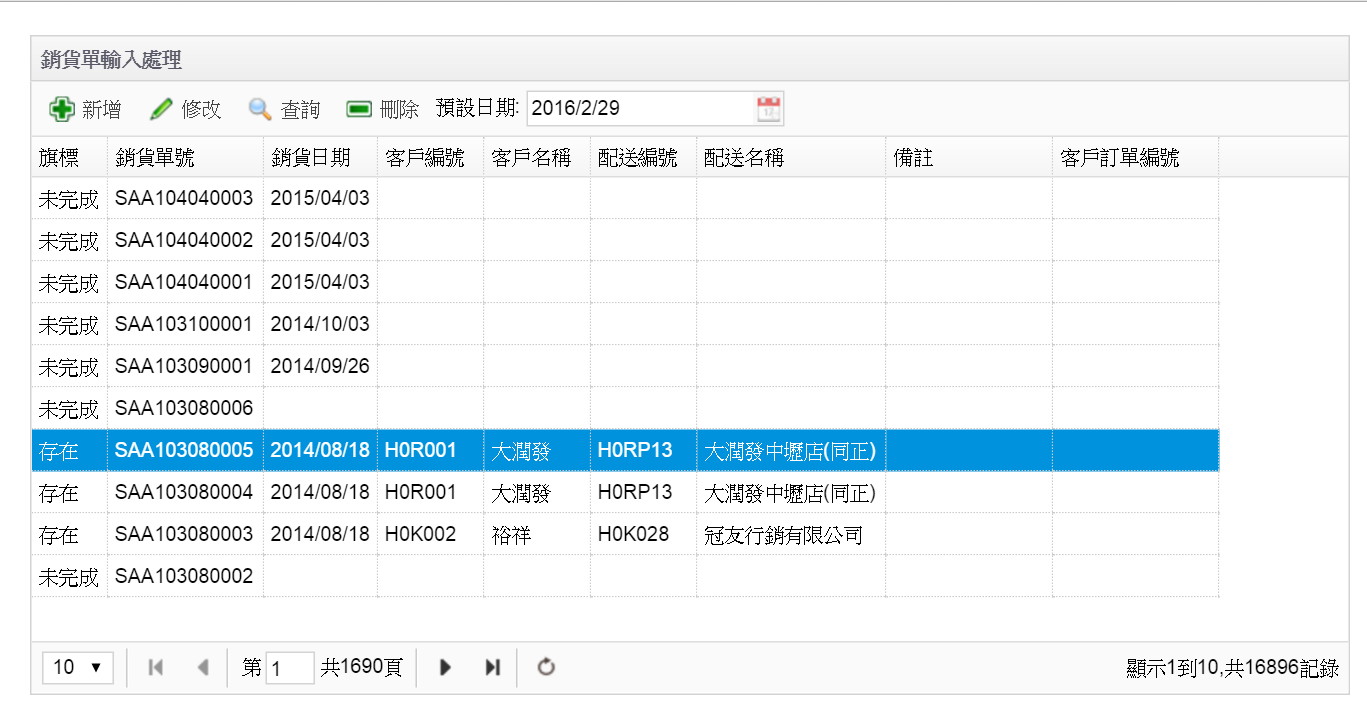 銷貨單輸入處理
新增 修改 查詢 刪除 預設日期: 2016/2/29
旗標 銷貨單號 銷貨日期 客戶編號 客戶名稱 配送編號 配送名稱 備註 客戶訂單編號
未完成 SAA104040003 2015/04/03
未完成 SAA104040002 2015/04/03
未完成 SAA104040001 2015/04/03
未完成 SAA103100001 2014/10/03
未完成 SAA103090001 2014/09/26
未完成 SAA103080006
存在 SAA103080005 2014/08/18 H0R001 大潤發 H0RP13 大潤發中壢店(同正)
存在 SAA103080004 2014/08/18 H0R001 大潤發 H0RP13 大潤發中壢店(同正)
存在 SAA103080003 2014/08/18 H0K002 裕祥 H0K028 冠友行銷有限公司
未完成 SAA103080002
10 第 1 共1690頁 顯示1到10,共16896記錄